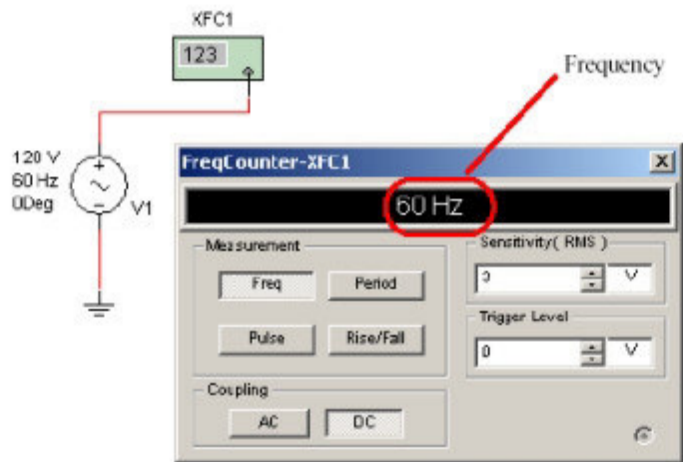 XFC1
123
Frequency
120 V
60 Hz
0Deg
V1
FreqCounter-XFC1
60 Hz
Measurement
Freq
Period
Pulse
Rise/Fall
Coupling
AC
DC
Sensitivity( RMS )
3
V
Trigger Level
0
V